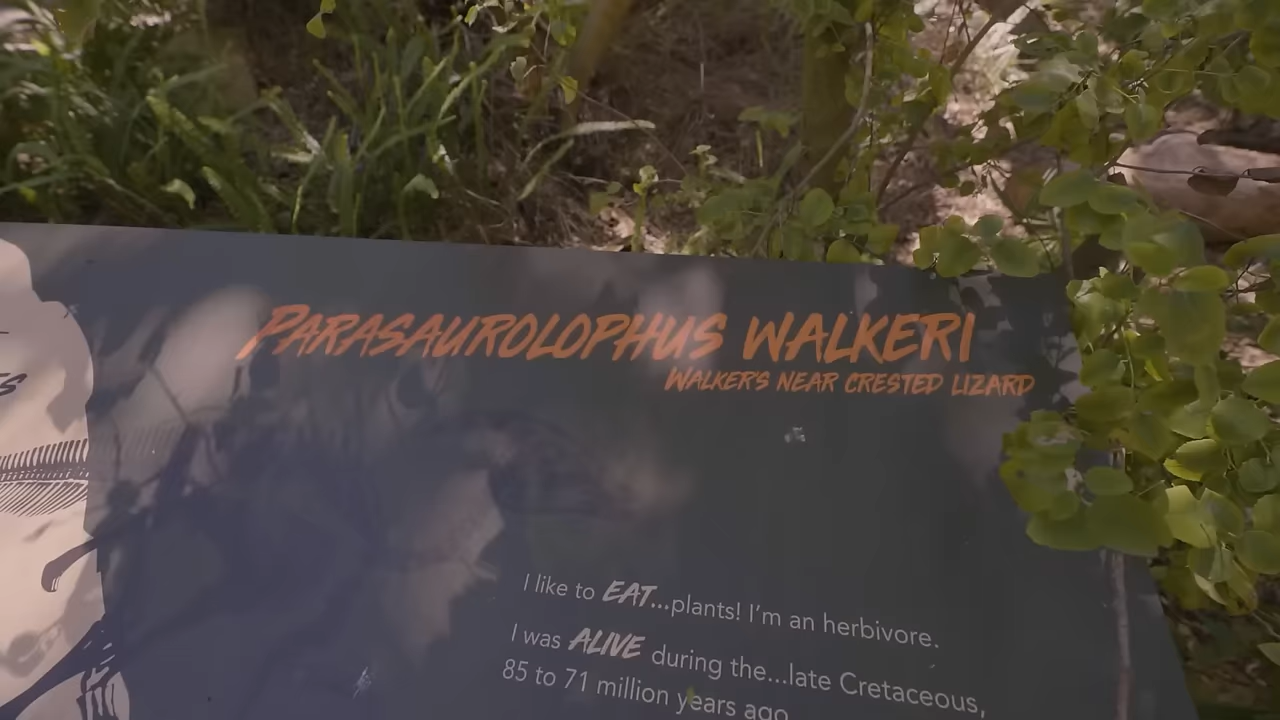 PARASAUROLOPHUS WALKERI
WALKER'S NEAR CRESTED LIZARD
I like to EAT...plants! I'm an herbivore.
I was ALIVE during the...late Cretaceous,
85 to 71 million years ago